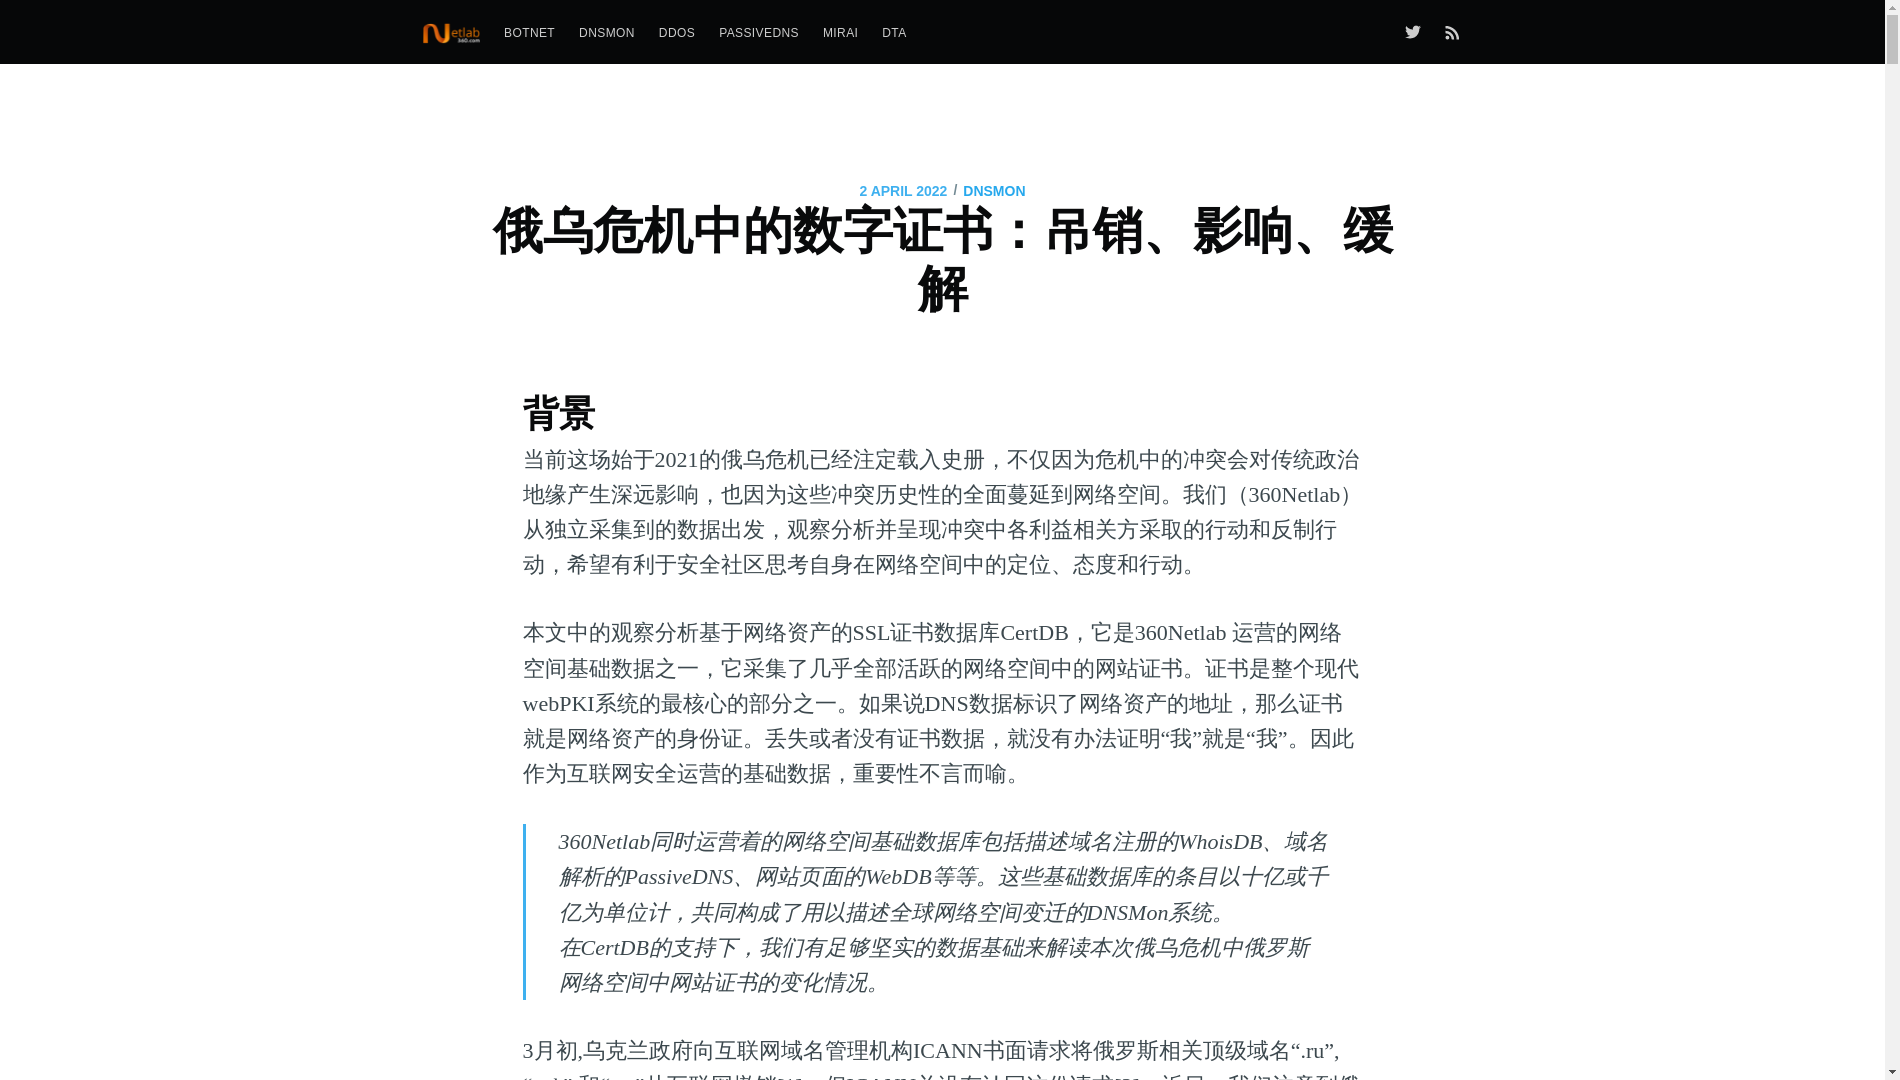 Netlab
360.com
BOTNET DNSMON DDOS PASSIVEDNS MIRAI DTA
2 APRIL 2022 / DNSMON
俄乌危机中的数字证书：吊销、影响、缓
解
背景
当前这场始于2021的俄乌危机已经注定载入史册，不仅因为危机中的冲突会对传统政治
地缘产生深远影响，也因为这些冲突历史性的全面蔓延到网络空间。我们（360Netlab）
从独立采集到的数据出发，观察分析并呈现冲突中各利益相关方采取的行动和反制行
动，希望有利于安全社区思考自身在网络空间中的定位、态度和行动。
本文中的观察分析基于网络资产的SSL证书数据库CertDB，它是360Netlab 运营的网络
空间基础数据之一，它采集了几乎全部活跃的网络空间中的网站证书。证书是整个现代
webPKI系统的最核心的部分之一。如果说DNS数据标识了网络资产的地址，那么证书
就是网络资产的身份证。丢失或者没有证书数据，就没有办法证明“我”就是“我”。因此
作为互联网安全运营的基础数据，重要性不言而喻。
360Netlab同时运营着的网络空间基础数据库包括描述域名注册的WhoisDB、域名
解析的PassiveDNS、网站页面的WebDB等等。这些基础数据库的条目以十亿或千
亿为单位计，共同构成了用以描述全球网络空间变迁的DNSMon系统。
在CertDB的支持下，我们有足够坚实的数据基础来解读本次俄乌危机中俄罗斯
网络空间中网站证书的变化情况。
3月初,乌克兰政府向互联网域名管理机构ICANN书面请求将俄罗斯相关顶级域名“.ru”,